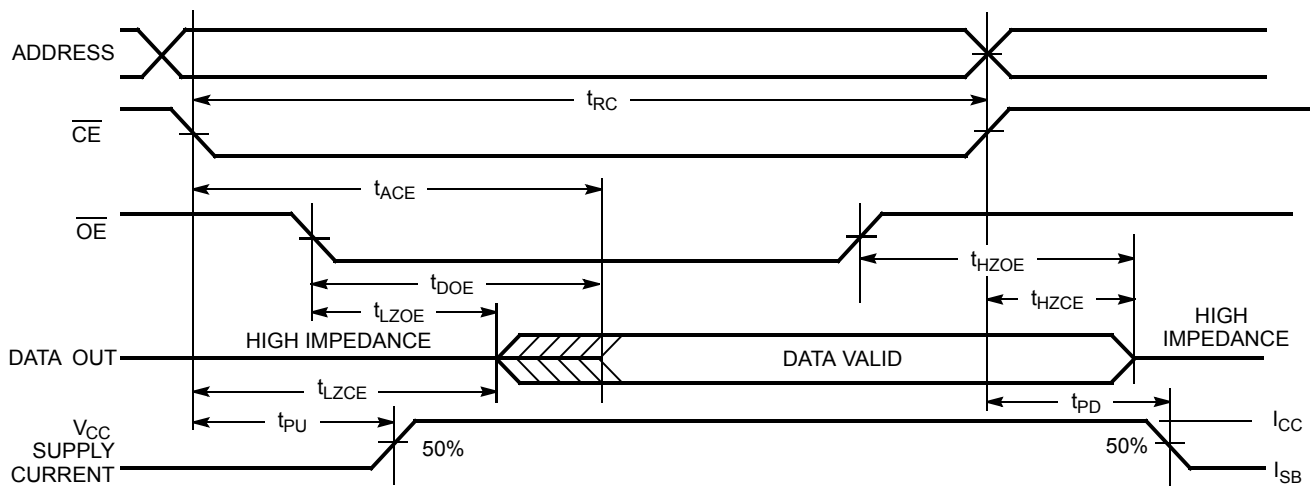 ADDRESS
tRC
CE
tACE
OE
tHZOE
tDOE
tHZCE
tLZOE
HIGH IMPEDANCE
HIGH
IMPEDANCE
DATA OUT
DATA VALID
tLZCE
tPD
tPU
VCC
SUPPLY
CURRENT
50%
50%
ICC
ISB